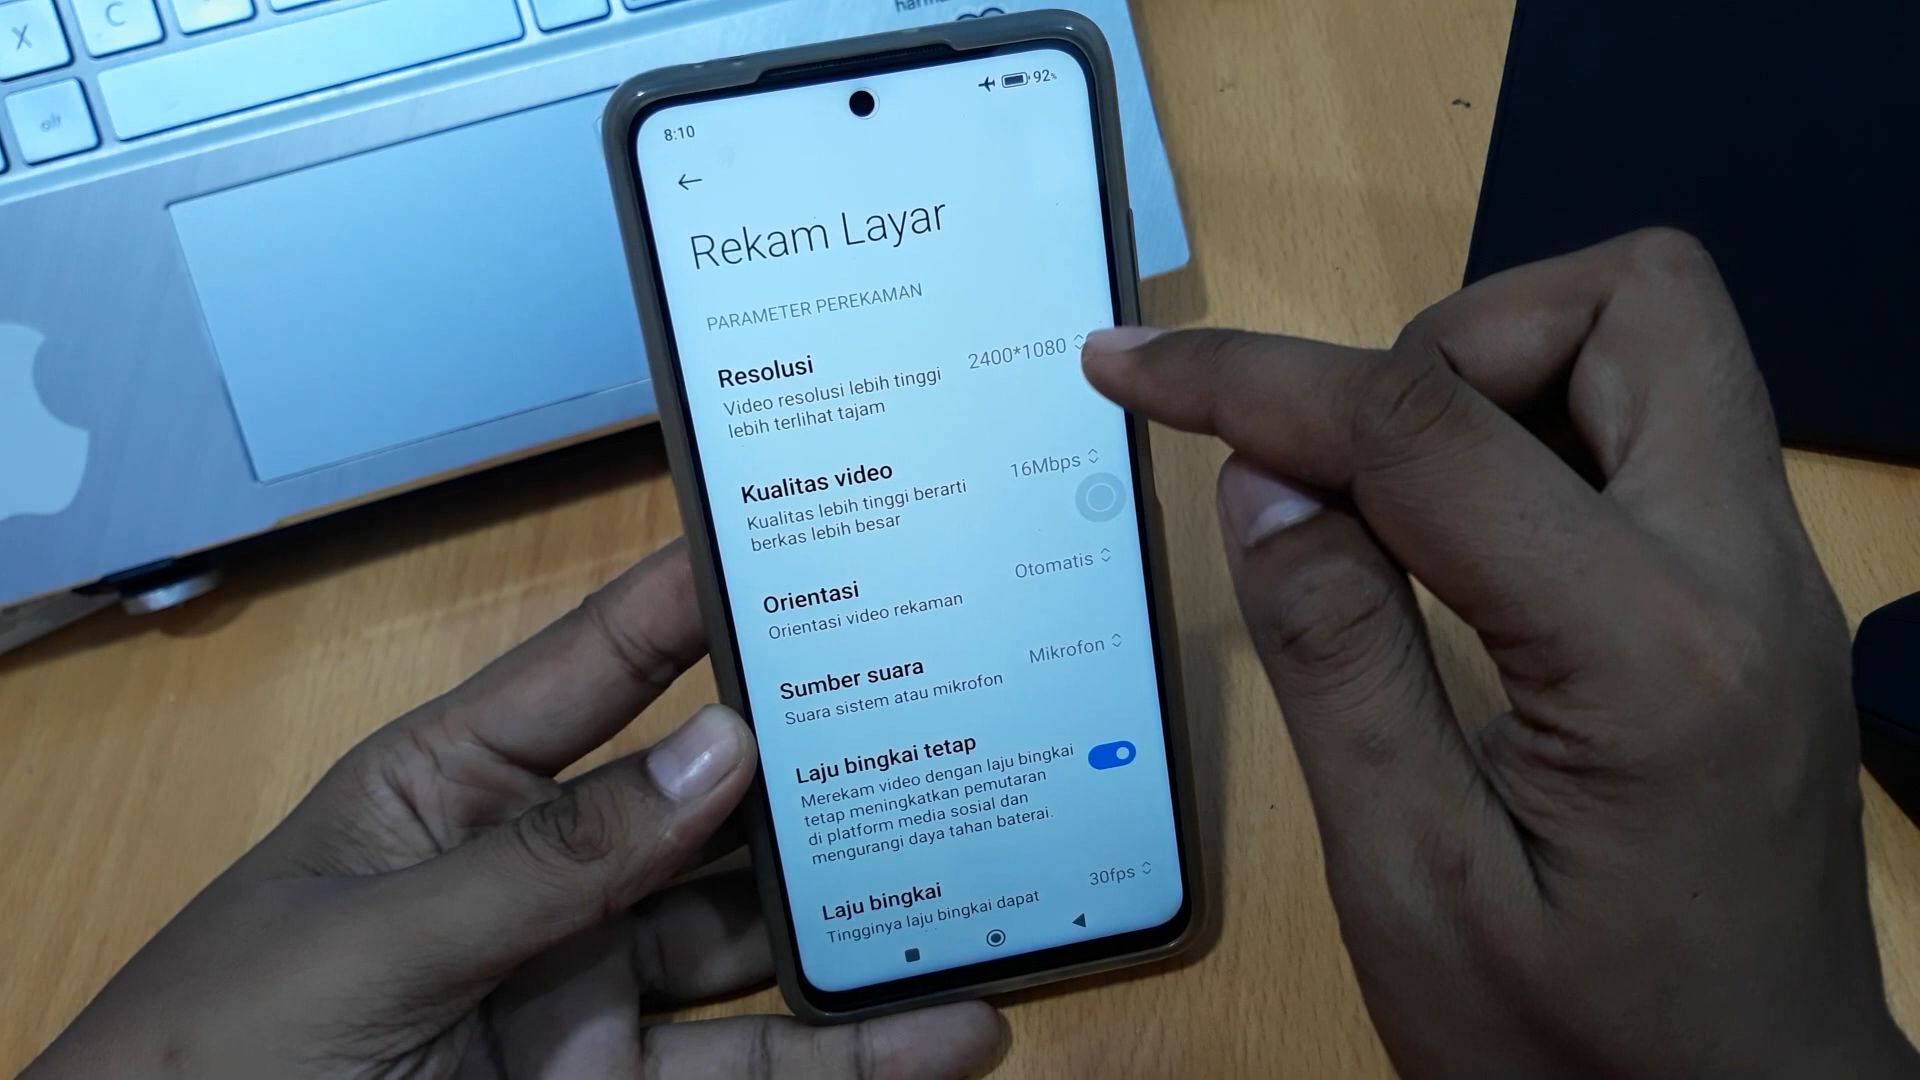 X
C
alt
harm
8:10
92%
Rekam Layar
PARAMETER PEREKAMAN
Resolusi
2400*1080
Video resolusi lebih tinggi
lebih terlihat tajam
Kualitas video
16Mbps
Kualitas lebih tinggi berarti
berkas lebih besar
Orientasi
Otomatis
Orientasi video rekaman
Sumber suara
Mikrofon
Suara sistem atau mikrofon
Laju bingkai tetap
Merekam video dengan laju bingkai
tetap meningkatkan pemutaran
di platform media sosial dan
mengurangi daya tahan baterai.
Laju bingkai
30fps
Tingginya laju bingkai dapat